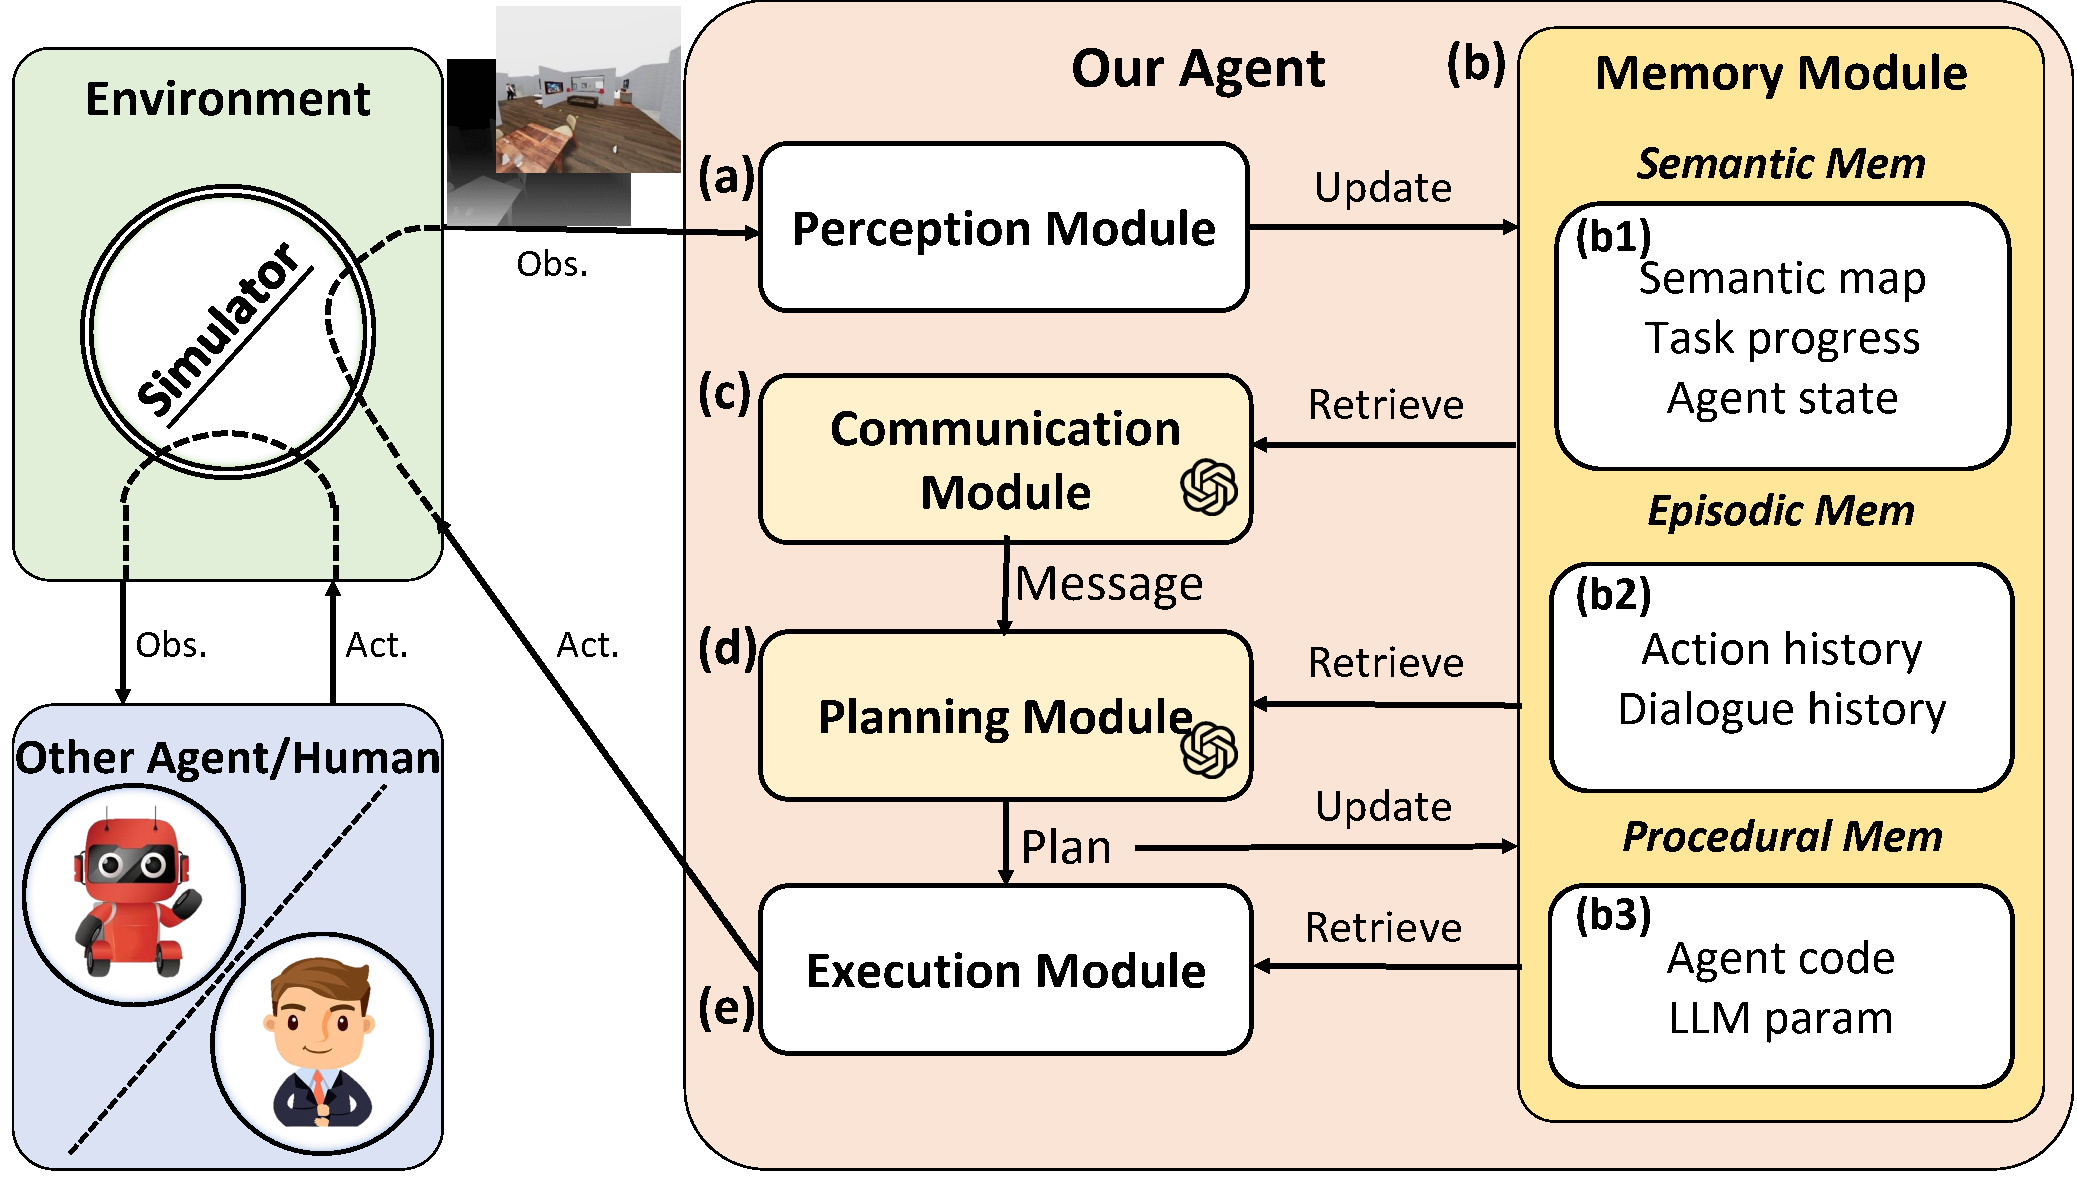 Environment
Simulator
Obs.
Act.
Other Agent/Human
Obs.
Act.
Our Agent
(a)
Perception Module
Update
(c)
Communication
Module
Retrieve
Message
(d)
Planning Module
Retrieve
Plan
Update
(e)
Execution Module
Retrieve
(b)
Memory Module
Semantic Mem
(b1)
Semantic map
Task progress
Agent state
Episodic Mem
(b2)
Action history
Dialogue history
Procedural Mem
(b3)
Agent code
LLM param